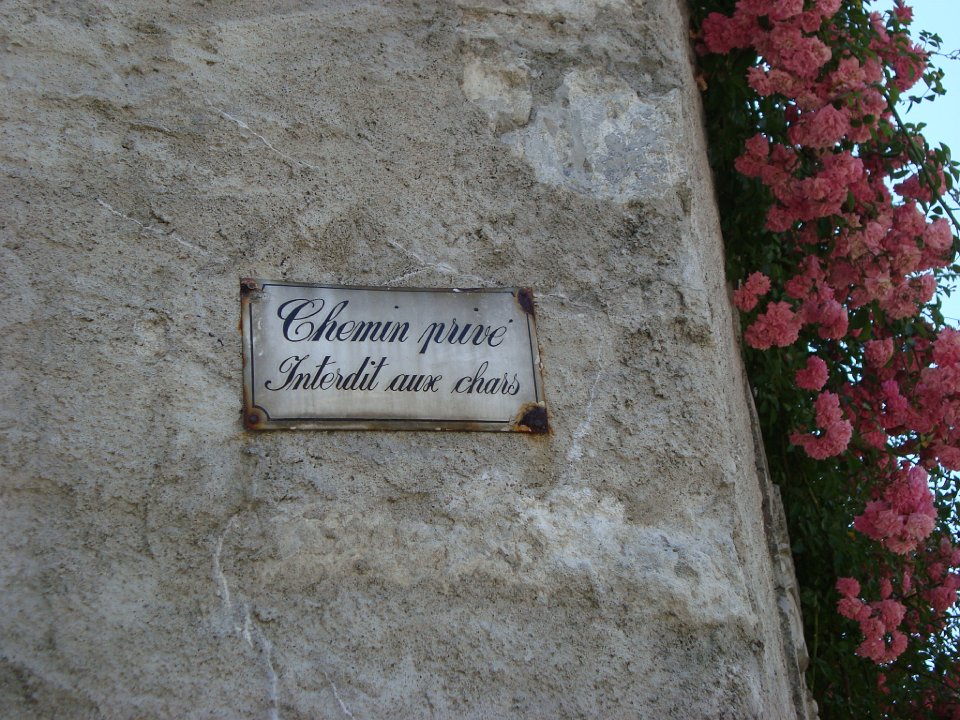 Chemin privé
Interdit aux chars